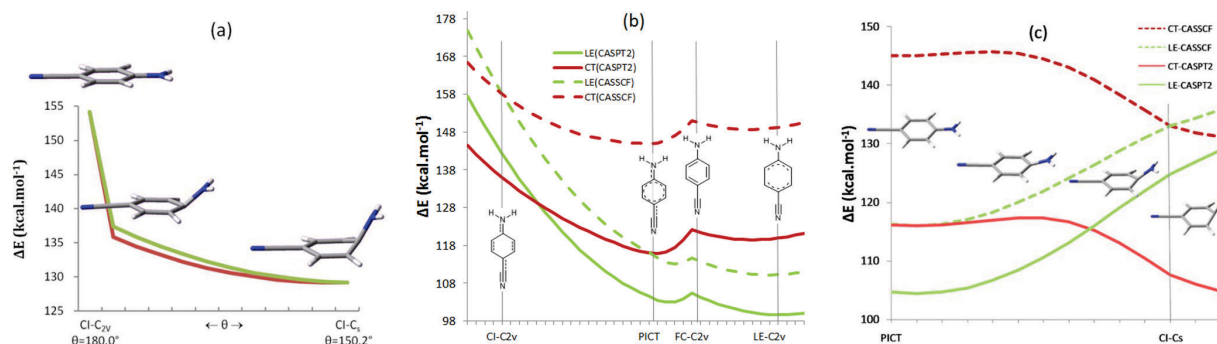 (a)
ΔE (kcal.mol⁻¹)
155
150
145
140
135
130
125
CI-C2V
← θ →
CI-Cs
θ=180.0°
θ=150.2°
(b)
ΔE (kcal.mol⁻¹)
178
168
158
148
138
128
118
108
98
LE(CASPT2)
CT(CASPT2)
LE(CASSCF)
CT(CASSCF)
H N H
C
N
H N H
C
N
H N H
C
N
H N H
C
N
CI-C2v
PICT
FC-C2v
LE-C2v
(c)
ΔE (kcal.mol⁻¹)
150
140
130
120
110
100
CT-CASSCF
LE-CASSCF
CT-CASPT2
LE-CASPT2
PICT
CI-Cs